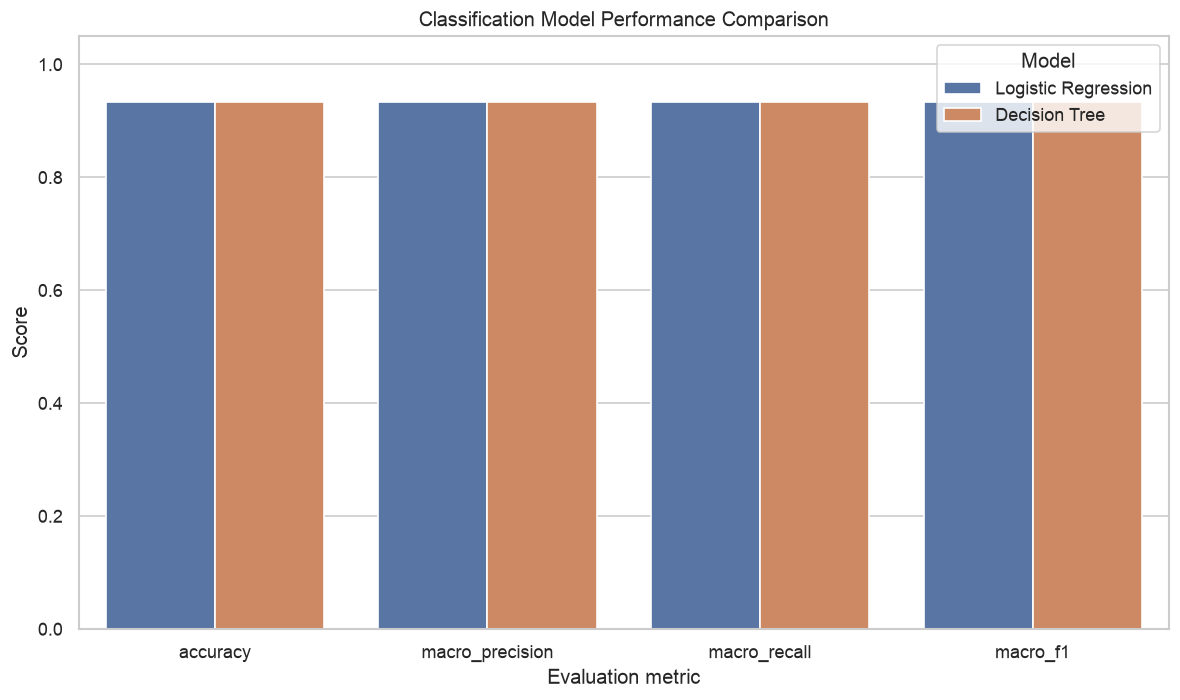 Classification Model Performance Comparison
Model
Logistic Regression
Decision Tree
1.0
0.8
0.6
0.4
0.2
0.0
Score
accuracy macro_precision macro_recall macro_f1
Evaluation metric